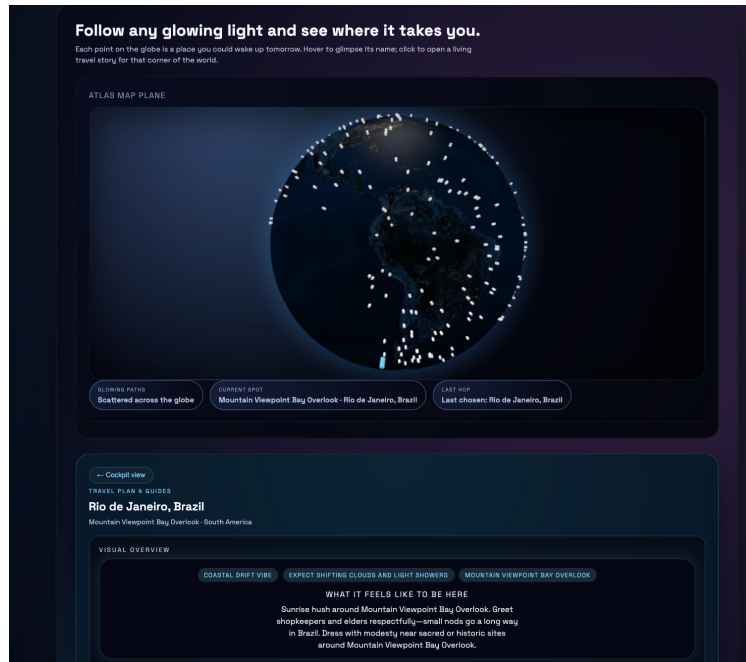 Follow any glowing light and see where it takes you.
Each point on the globe is a place you could wake up tomorrow. Hover to glimpse its name; click to open a living
travel story for that corner of the world.
ATLAS MAP PLANE
GLOWING PATHS
Scattered across the globe
CURRENT SPOT
Mountain Viewpoint Bay Overlook · Rio de Janeiro, Brazil
LAST HOP
Last chosen: Rio de Janeiro, Brazil
← Cockpit view
TRAVEL PLAN & GUIDES
Rio de Janeiro, Brazil
Mountain Viewpoint Bay Overlook · South America
VISUAL OVERVIEW
COASTAL DRIFT VIBE
EXPECT SHIFTING CLOUDS AND LIGHT SHOWERS
MOUNTAIN VIEWPOINT BAY OVERLOOK
WHAT IT FEELS LIKE TO BE HERE
Sunrise hush around Mountain Viewpoint Bay Overlook. Greet
shopkeepers and elders respectfully—small nods go a long way
in Brazil. Dress with modesty near sacred or historic sites
around Mountain Viewpoint Bay Overlook.